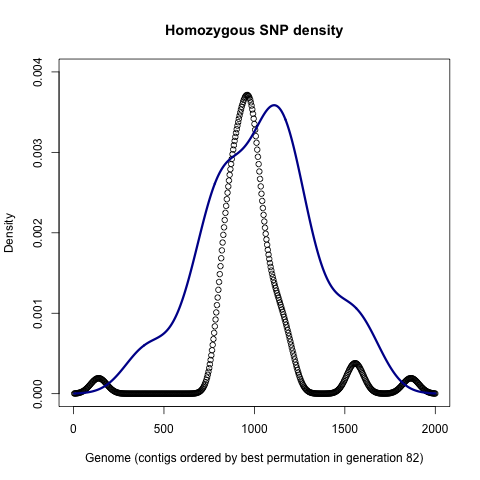 Homozygous SNP density
0.004
0.003
0.002
0.001
0.000
Density
0 500 1000 1500 2000
Genome (contigs ordered by best permutation in generation 82)